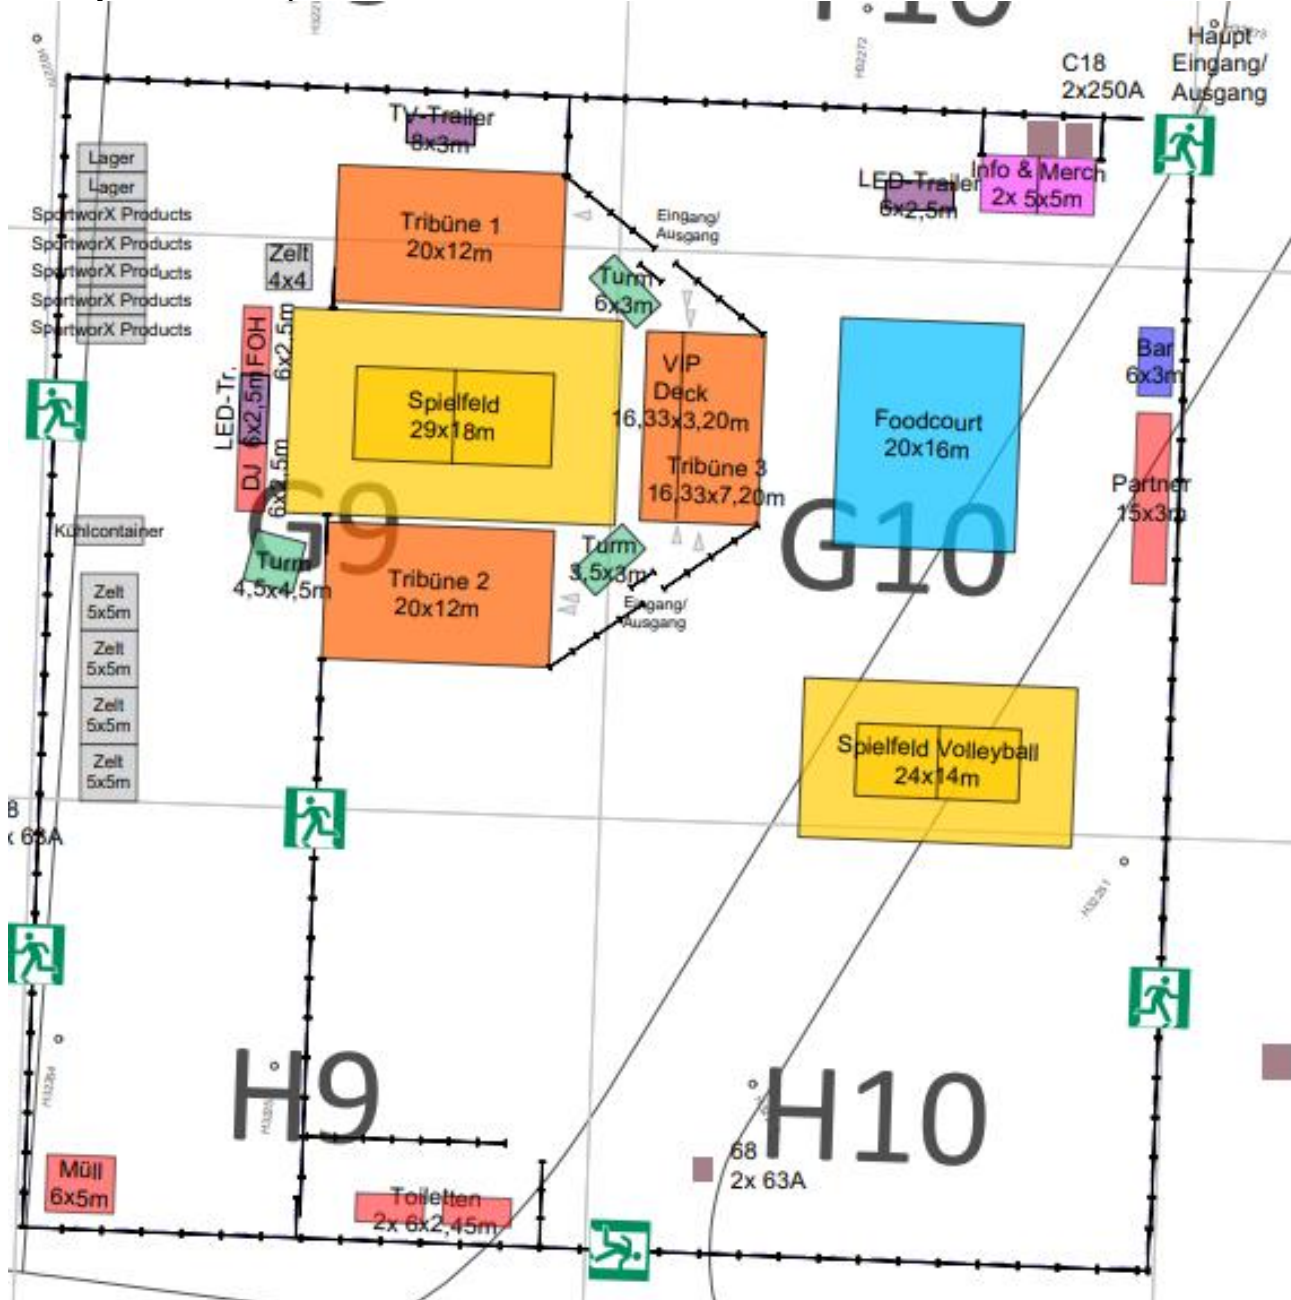 Haupt
Eingang/
Ausgang
C18
2x250A
H32272
TV-Trailer
8x3m
Lager
Lager
SportworX Products
SportworX Products
SportworX Products
SportworX Products
SportworX Products
Tribüne 1
20x12m
Eingang/
Ausgang
LED-Trailer
6x2,5m
Info & Merch
2x 5x5m
Zelt
4x4
Turm
6x3m
LED-Tr.
6x2,5m
FOH
DJ
6x2,5m
6x2,5m
Spielfeld
29x18m
VIP
Deck
16,33x3,20m
Tribüne 3
16,33x7,20m
Foodcourt
20x16m
Bar
6x3m
Partner
15x3m
G9
G10
Kühlcontainer
Turm
4,5x4,5m
Tribüne 2
20x12m
Turm
3,5x3m
Eingang/
Ausgang
Zelt
5x5m
Zelt
5x5m
Zelt
5x5m
Zelt
5x5m
Spielfeld Volleyball
24x14m
H9
H10
68
2x 63A
Müll
6x5m
Toiletten
2x 6x2,45m